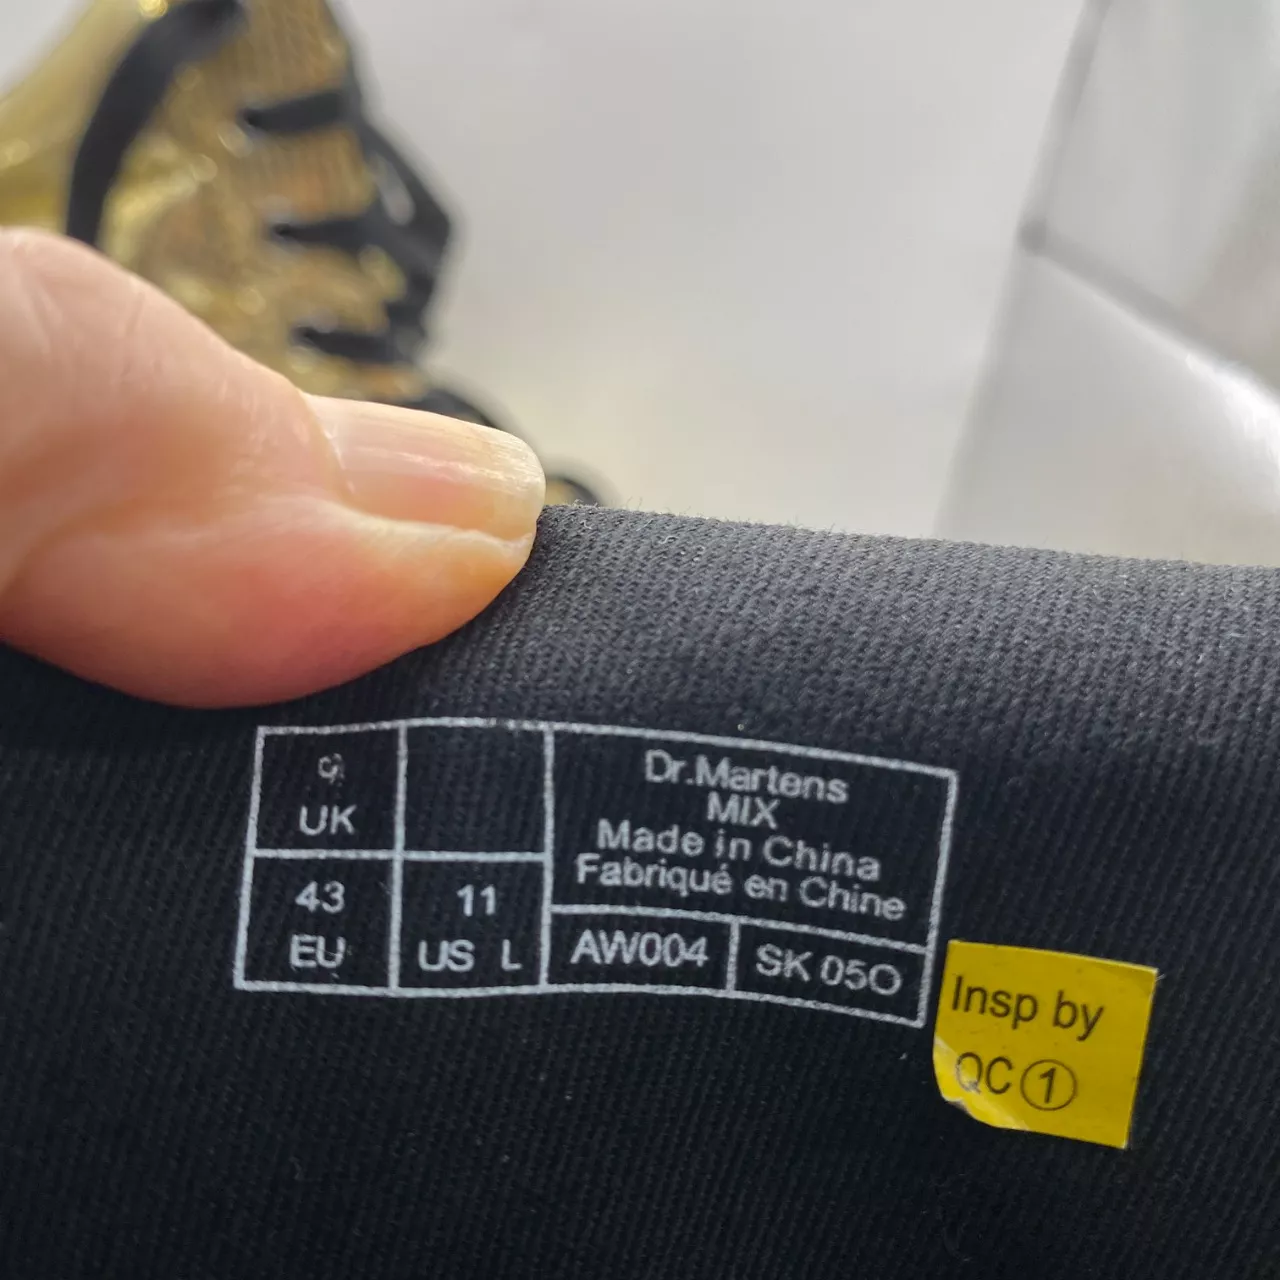 9
UK
43
EU
11
US L
Dr.Martens
MIX
Made in China
Fabriqué en Chine
AW004
SK 05O
Insp by
QC①